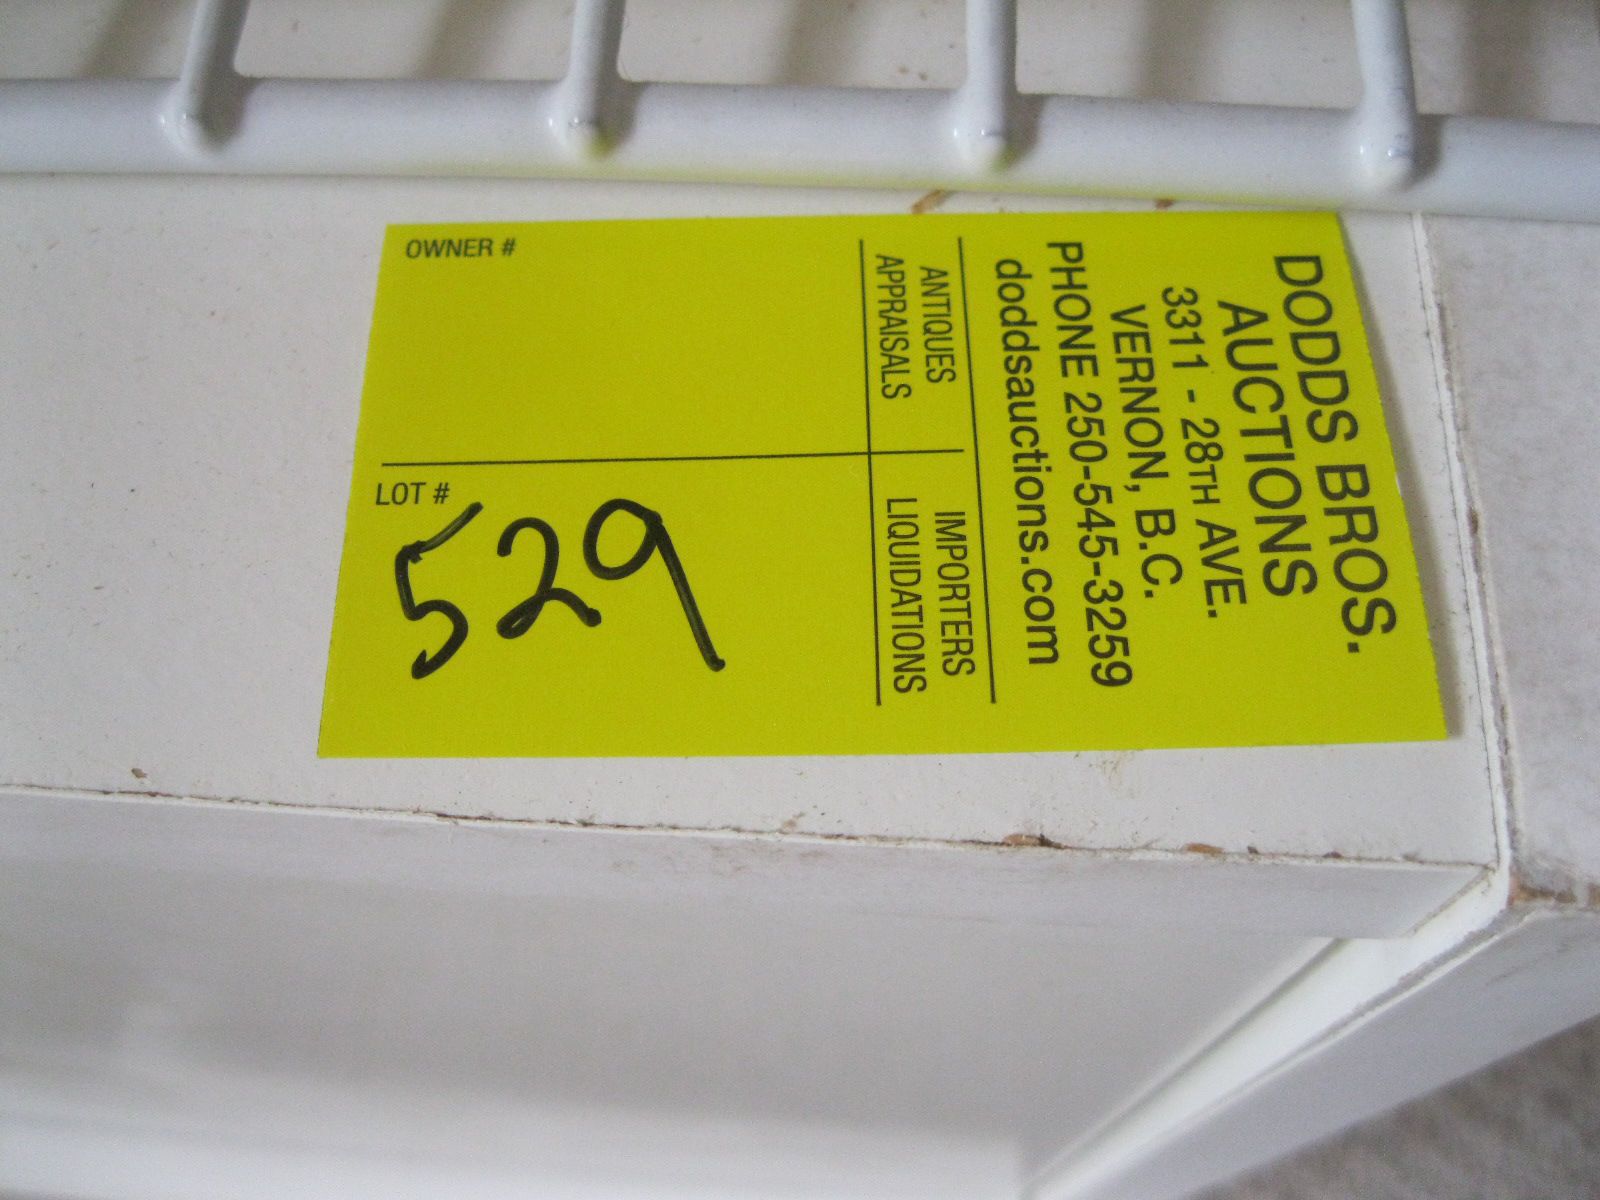 DODDS BROS.
AUCTIONS
3311 - 28TH AVE.
VERNON, B.C.
PHONE 250-545-3259
doddsauctions.com
ANTIQUES
APPRAISALS
IMPORTERS
LIQUIDATIONS
OWNER #
LOT #
529